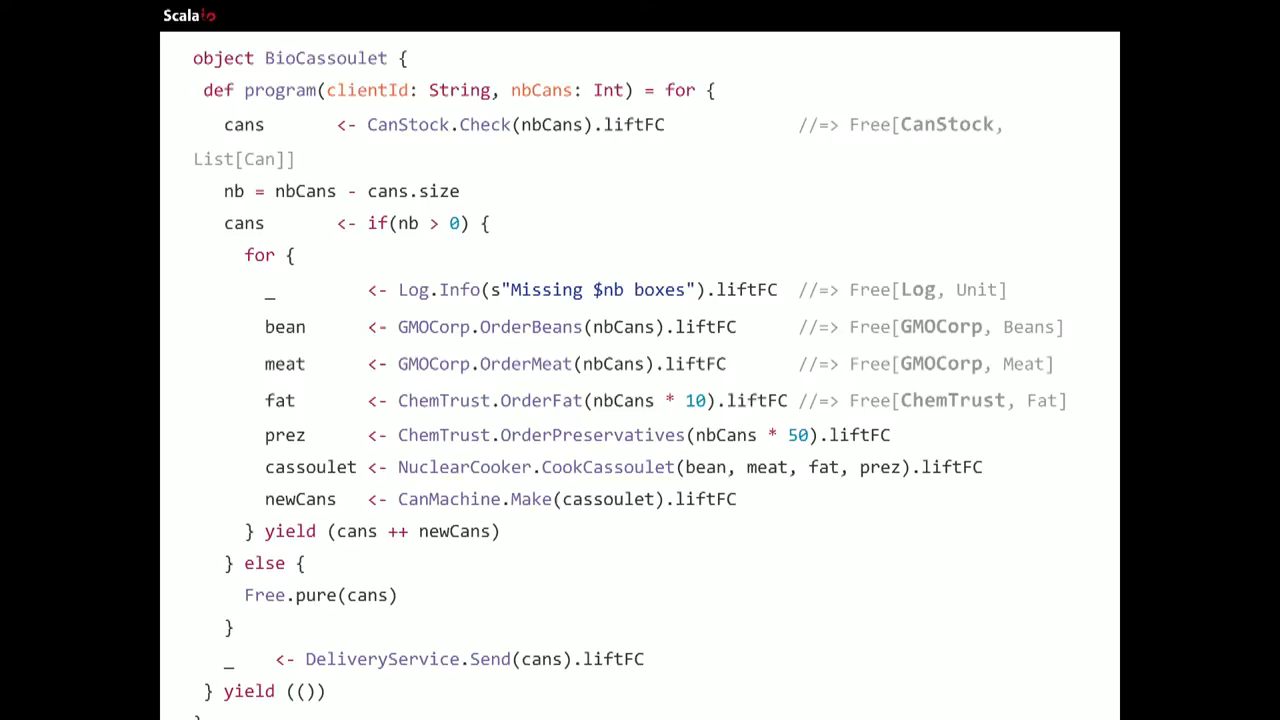 Scalaio
object BioCassoulet {
def program(clientId: String, nbCans: Int) = for {
cans <- CanStock.Check(nbCans).liftFC //=> Free[CanStock,
List[Can]]
nb = nbCans - cans.size
cans <- if(nb > 0) {
for {
_ <- Log.Info(s"Missing $nb boxes").liftFC //=> Free[Log, Unit]
bean <- GMOCorp.OrderBeans(nbCans).liftFC //=> Free[GMOCorp, Beans]
meat <- GMOCorp.OrderMeat(nbCans).liftFC //=> Free[GMOCorp, Meat]
fat <- ChemTrust.OrderFat(nbCans * 10).liftFC //=> Free[ChemTrust, Fat]
prez <- ChemTrust.OrderPreservatives(nbCans * 50).liftFC
cassoulet <- NuclearCooker.CookCassoulet(bean, meat, fat, prez).liftFC
newCans <- CanMachine.Make(cassoulet).liftFC
} yield (cans ++ newCans)
} else {
Free.pure(cans)
}
_ <- DeliveryService.Send(cans).liftFC
} yield (())